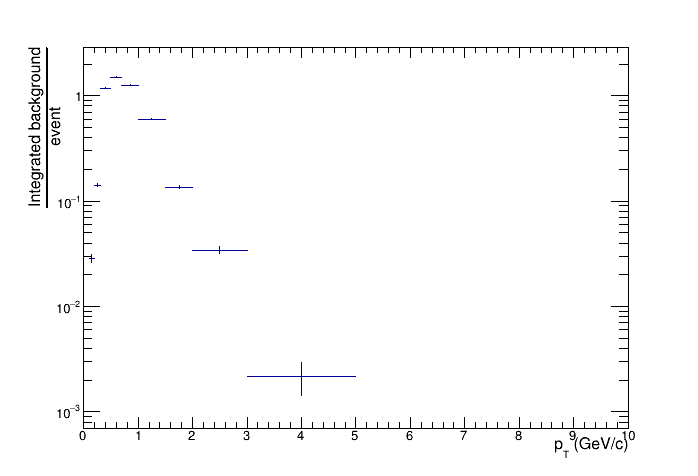 Integrated background
event
1
10⁻¹
10⁻²
10⁻³
0 1 2 3 4 5 6 7 8 9 10
p_T (GeV/c)